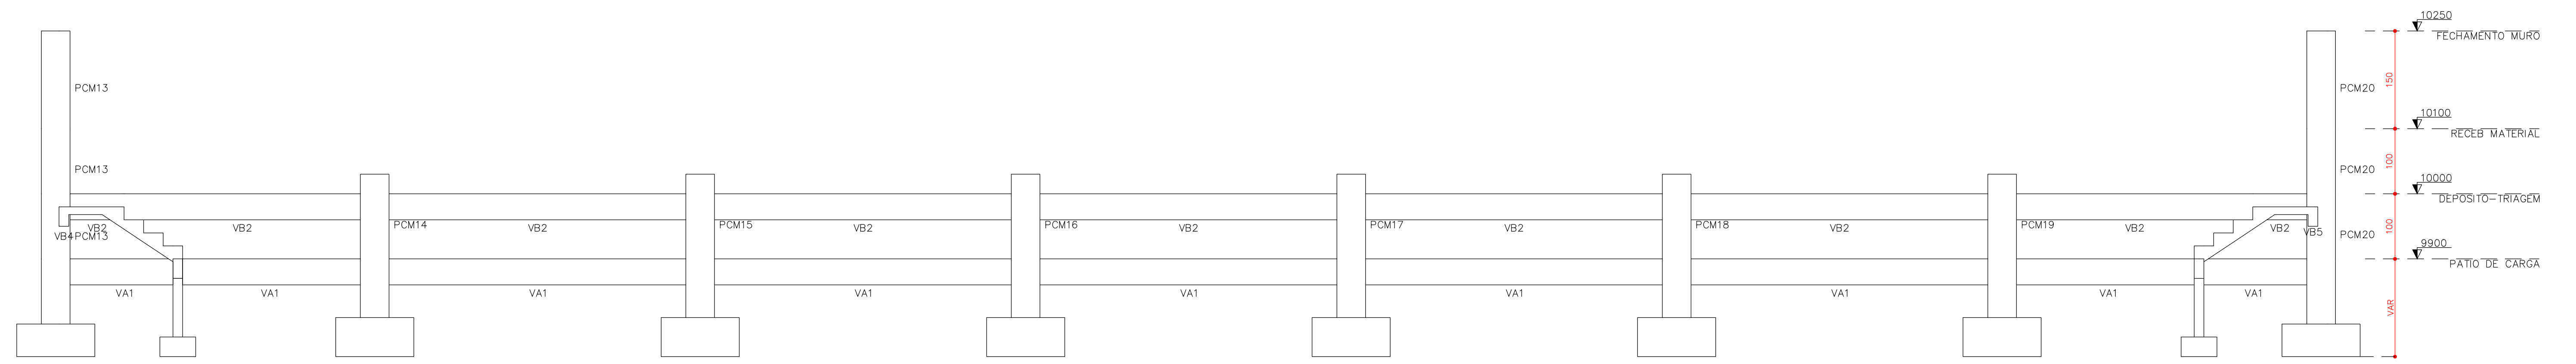 10250
FECHAMENTO MURO
PCM13
PCM20
150
10100
RECEB MATERIAL
PCM13
PCM20
100
10000
DEPOSITO-TRIAGEM
VB4
VB2
PCM13
VB2
PCM14
VB2
PCM15
VB2
PCM16
VB2
PCM17
VB2
PCM18
VB2
PCM19
VB2
VB2
VB5
PCM20
100
9900
PATIO DE CARGA
VA1
VA1
VA1
VA1
VA1
VA1
VA1
VA1
VA1
VAR